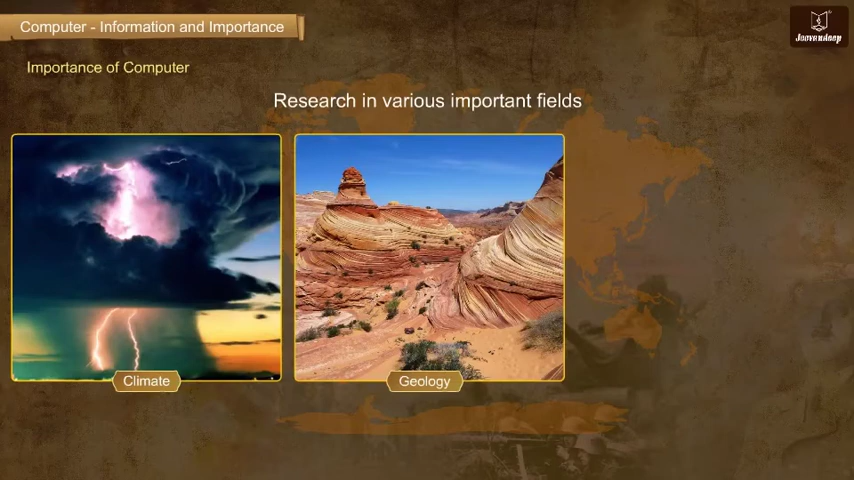 Computer - Information and Importance
Importance of Computer
Research in various important fields
Climate
Geology